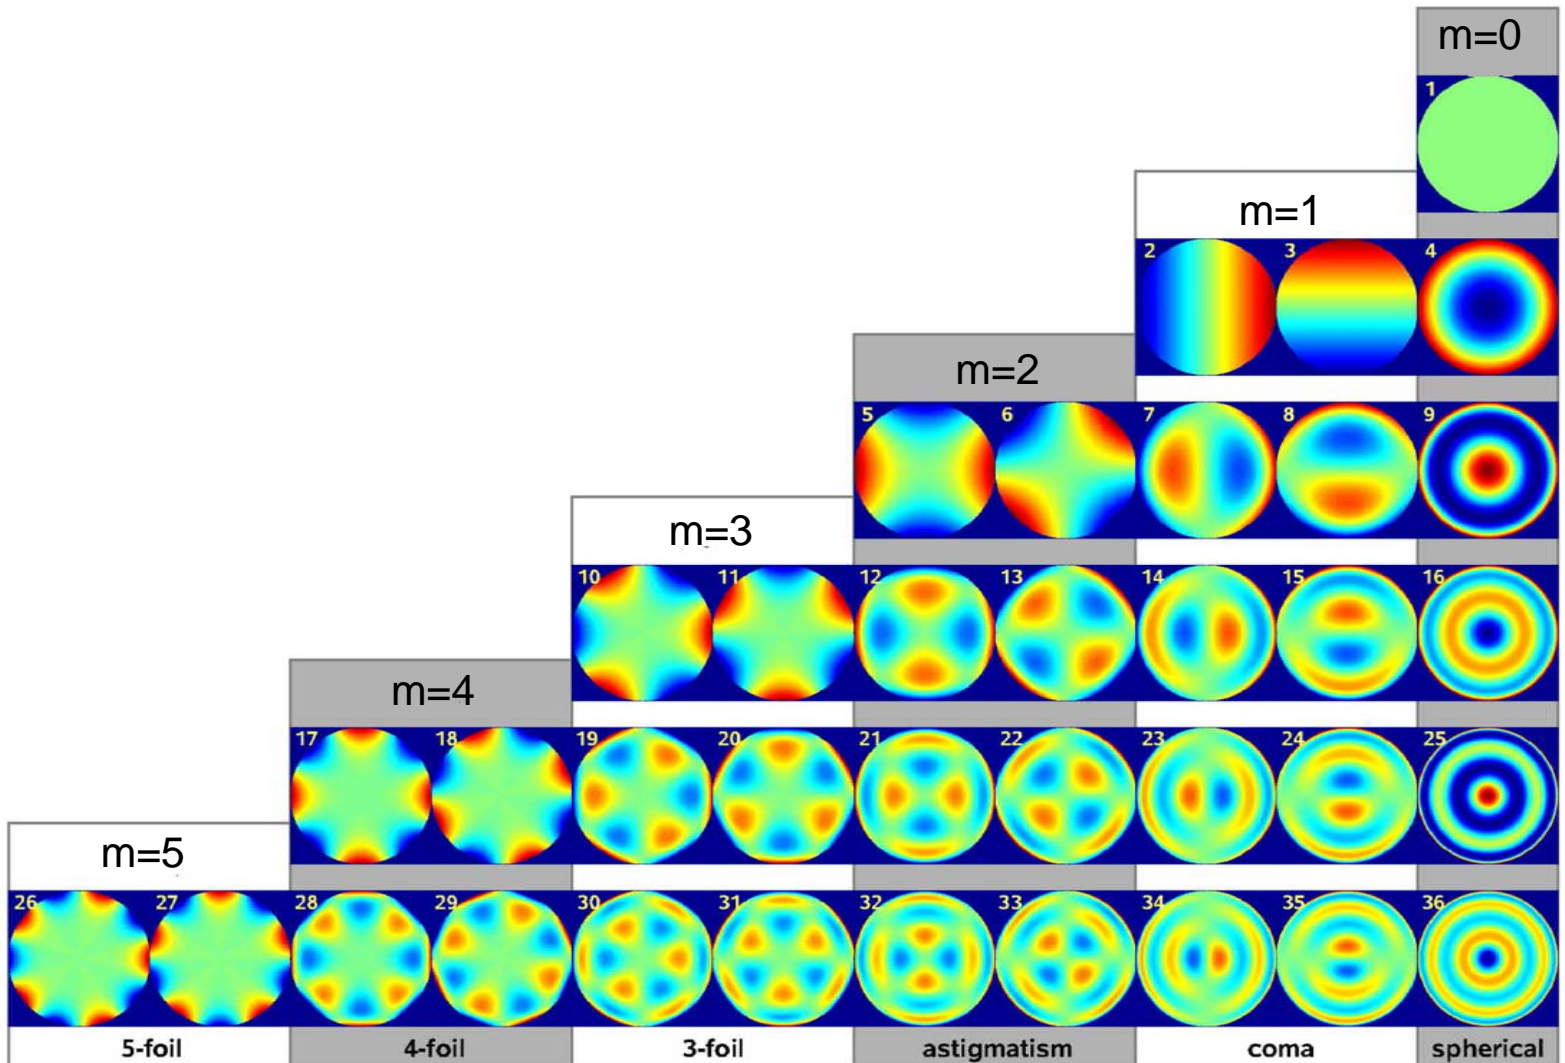 m=0
1
m=1
2 3 4
m=2
5 6 7 8 9
m=3
10 11 12 13 14 15 16
m=4
17 18 19 20 21 22 23 24 25
m=5
26 27 28 29 30 31 32 33 34 35 36
5-foil 4-foil 3-foil astigmatism coma spherical